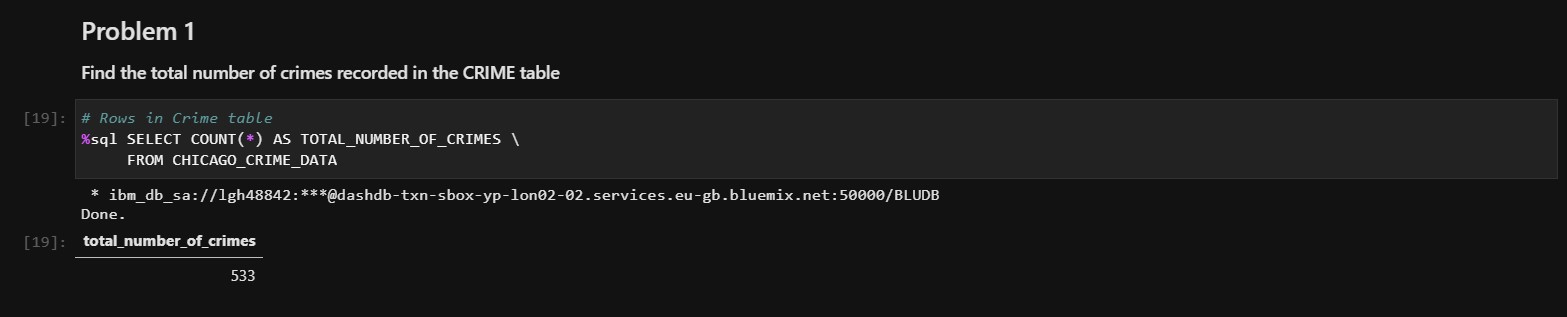 Problem 1
Find the total number of crimes recorded in the CRIME table
[19]: # Rows in Crime table
%sql SELECT COUNT(*) AS TOTAL_NUMBER_OF_CRIMES \
FROM CHICAGO_CRIME_DATA
* ibm_db_sa://lgh48842:***@dashdb-txn-sbox-yp-lon02-02.services.eu-gb.bluemix.net:50000/BLUDB
Done.
[19]: total_number_of_crimes
533